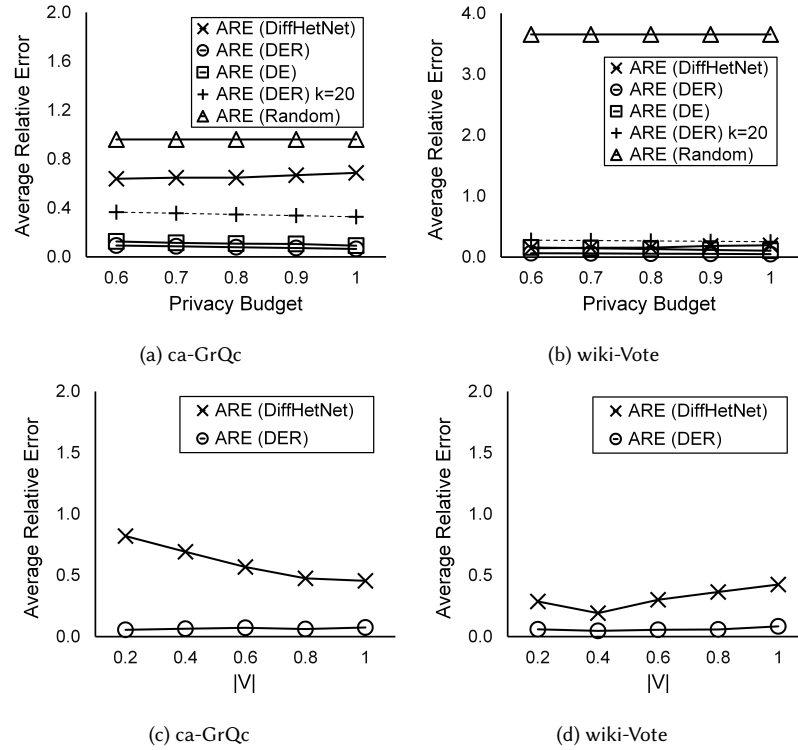 2.0
1.6
1.2
0.8
0.4
0.0
Average Relative Error
ARE (DiffHetNet)
ARE (DER)
ARE (DE)
ARE (DER) k=20
ARE (Random)
0.6 0.7 0.8 0.9 1
Privacy Budget
(a) ca-GrQc
4.0
3.0
2.0
1.0
0.0
Average Relative Error
ARE (DiffHetNet)
ARE (DER)
ARE (DE)
ARE (DER) k=20
ARE (Random)
0.6 0.7 0.8 0.9 1
Privacy Budget
(b) wiki-Vote
2.0
1.5
1.0
0.5
0.0
Average Relative Error
ARE (DiffHetNet)
ARE (DER)
0.2 0.4 0.6 0.8 1
|V|
(c) ca-GrQc
2.0
1.5
1.0
0.5
0.0
Average Relative Error
ARE (DiffHetNet)
ARE (DER)
0.2 0.4 0.6 0.8 1
|V|
(d) wiki-Vote